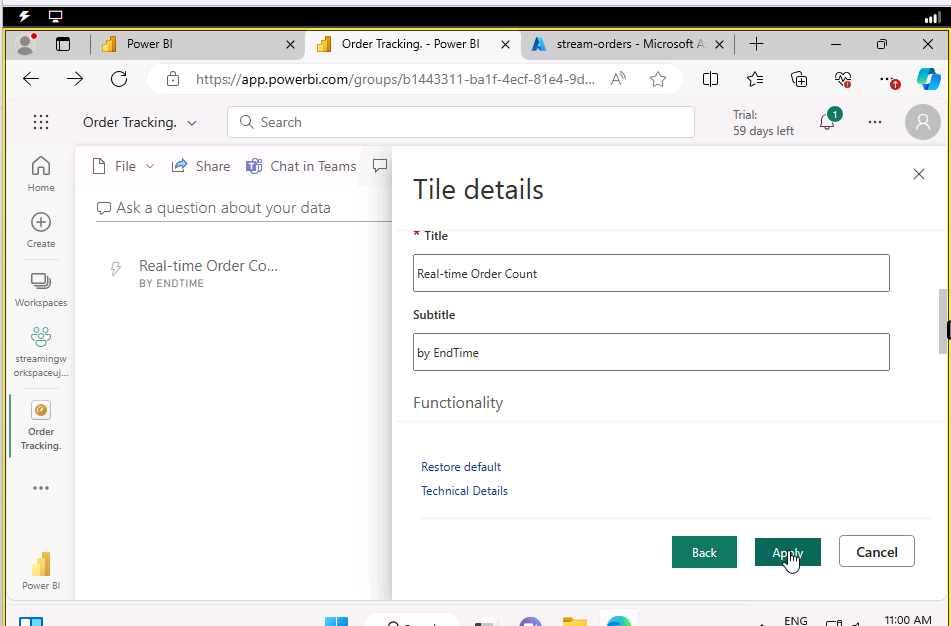 Power BI
Order Tracking. - Power BI
stream-orders - Microsoft A
https://app.powerbi.com/groups/b1443311-ba1f-4ecf-81e4-9d...
Order Tracking.
Search
Trial:
59 days left
1
File
Share
Chat in Teams
Ask a question about your data
Real-time Order Co...
BY ENDTIME
Home
Create
Workspaces
streamingw
orkspaceuj...
Order
Tracking.
Power BI
Tile details
* Title
Real-time Order Count
Subtitle
by EndTime
Functionality
Restore default
Technical Details
Back
Apply
Cancel
ENG
11:00 AM